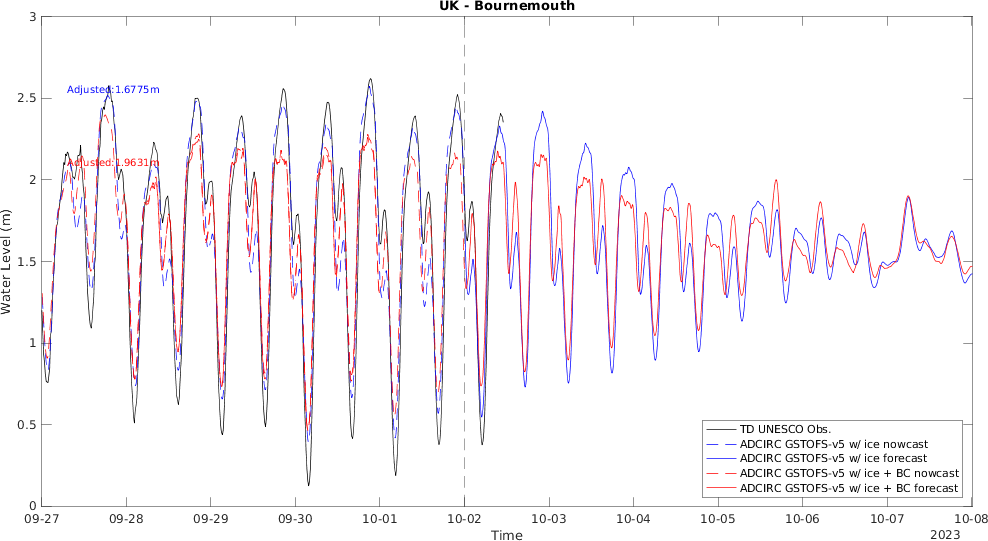 UK - Bournemouth
3
2.5
2
1.5
1
0.5
0
Water Level (m)
Adjusted:1.6775m
Adjusted:1.9631m
TD UNESCO Obs.
ADCIRC GSTOFS-v5 w/ ice nowcast
ADCIRC GSTOFS-v5 w/ ice forecast
ADCIRC GSTOFS-v5 w/ ice + BC nowcast
ADCIRC GSTOFS-v5 w/ ice + BC forecast
09-27 09-28 09-29 09-30 10-01 10-02 10-03 10-04 10-05 10-06 10-07 10-08
Time
2023